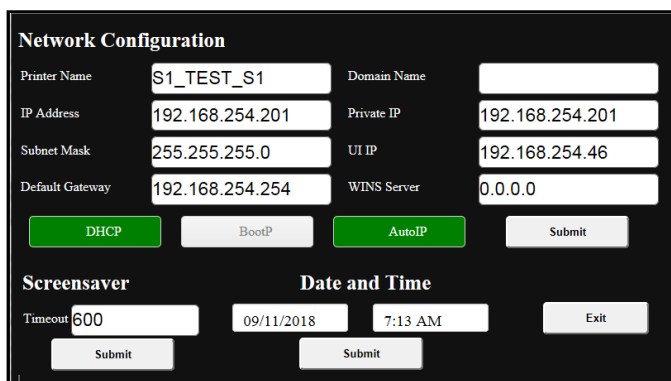 Network Configuration
Printer Name S1_TEST_S1 Domain Name
IP Address 192.168.254.201 Private IP 192.168.254.201
Subnet Mask 255.255.255.0 UI IP 192.168.254.46
Default Gateway 192.168.254.254 WINS Server 0.0.0.0
DHCP BootP AutoIP Submit
Screensaver Date and Time
Timeout 600 09/11/2018 7:13 AM Exit
Submit Submit